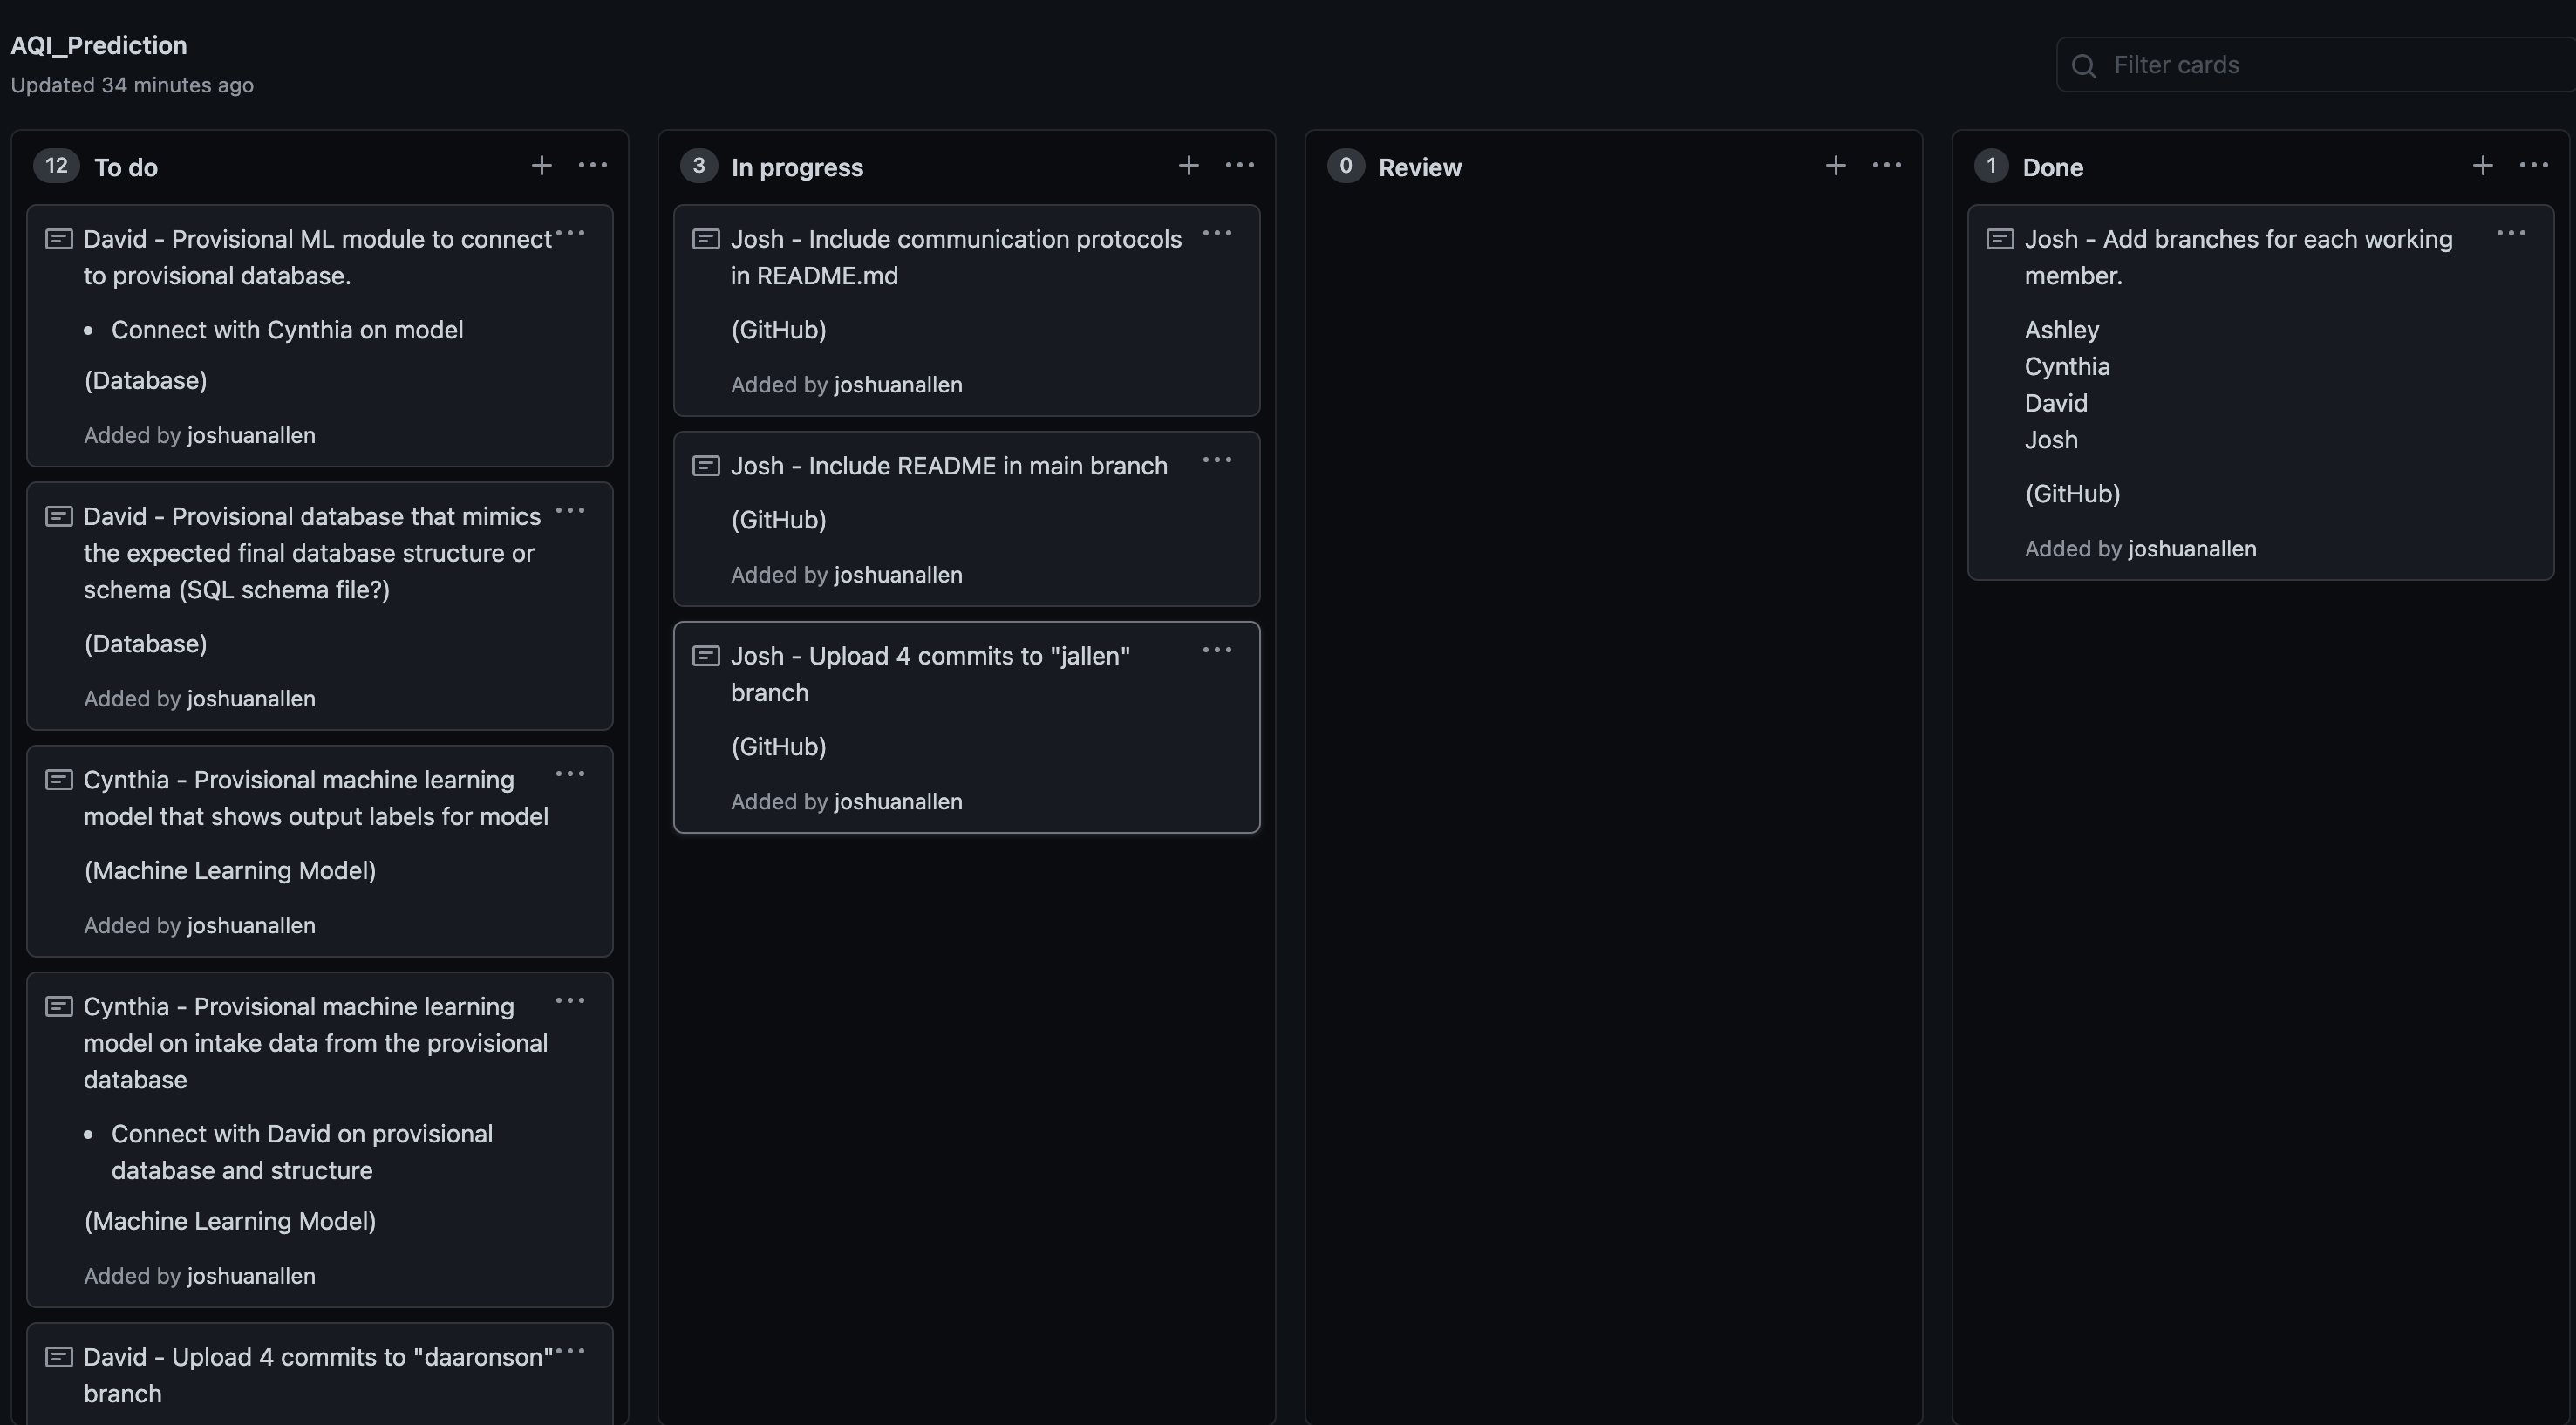 AQI_Prediction
Updated 34 minutes ago
Filter cards
12 To do
David - Provisional ML module to connect
to provisional database.
• Connect with Cynthia on model
(Database)
Added by joshuanallen
David - Provisional database that mimics
the expected final database structure or
schema (SQL schema file?)
(Database)
Added by joshuanallen
Cynthia - Provisional machine learning
model that shows output labels for model
(Machine Learning Model)
Added by joshuanallen
Cynthia - Provisional machine learning
model on intake data from the provisional
database
• Connect with David on provisional
database and structure
(Machine Learning Model)
Added by joshuanallen
David - Upload 4 commits to "daaronson"
branch
3 In progress
Josh - Include communication protocols
in README.md
(GitHub)
Added by joshuanallen
Josh - Include README in main branch
(GitHub)
Added by joshuanallen
Josh - Upload 4 commits to "jallen"
branch
(GitHub)
Added by joshuanallen
0 Review
1 Done
Josh - Add branches for each working
member.
Ashley
Cynthia
David
Josh
(GitHub)
Added by joshuanallen